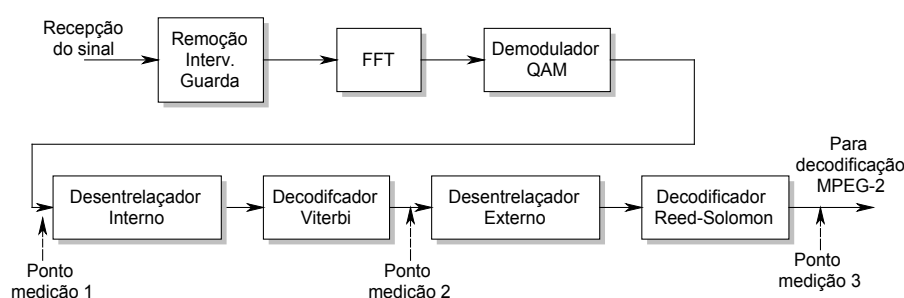 Recepção
do sinal
Remoção
Interv.
Guarda
FFT
Demodulador
QAM
Desentrelaçador
Interno
Decodifcador
Viterbi
Desentrelaçador
Externo
Decodificador
Reed-Solomon
Para
decodificação
MPEG-2
Ponto
medição 1
Ponto
medição 2
Ponto
medição 3